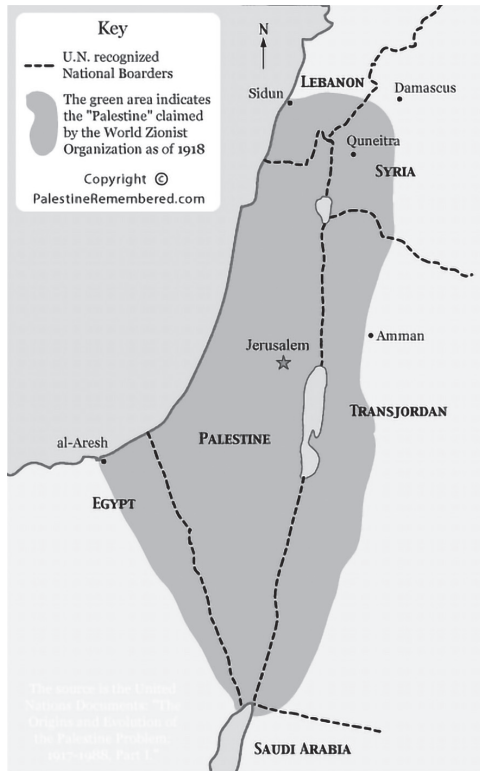 Key
U.N. recognized
National Boarders
The green area indicates
the "Palestine" claimed
by the World Zionist
Organization as of 1918
Copyright ©
PalestineRemembered.com
N
LEBANON
Sidun
Damascus
Quneitra
SYRIA
Jerusalem
Amman
TRANSJORDAN
PALESTINE
al-Aresh
EGYPT
The source is the United
Nations Documents: "The
Origins and Evolution of
the Palestine Problem
1917-1988, Part I."
SAUDI ARABIA